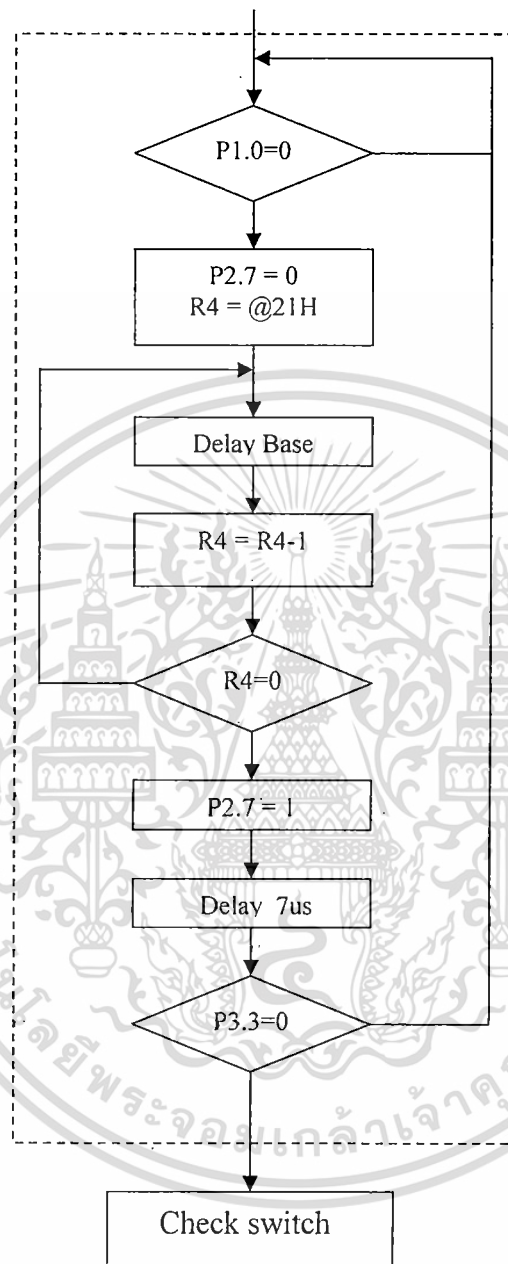 P1.0=0
P2.7 = 0
R4 = @21H
Delay Base
R4 = R4-1
R4=0
P2.7 = 1
Delay 7us
P3.3=0
Check switch